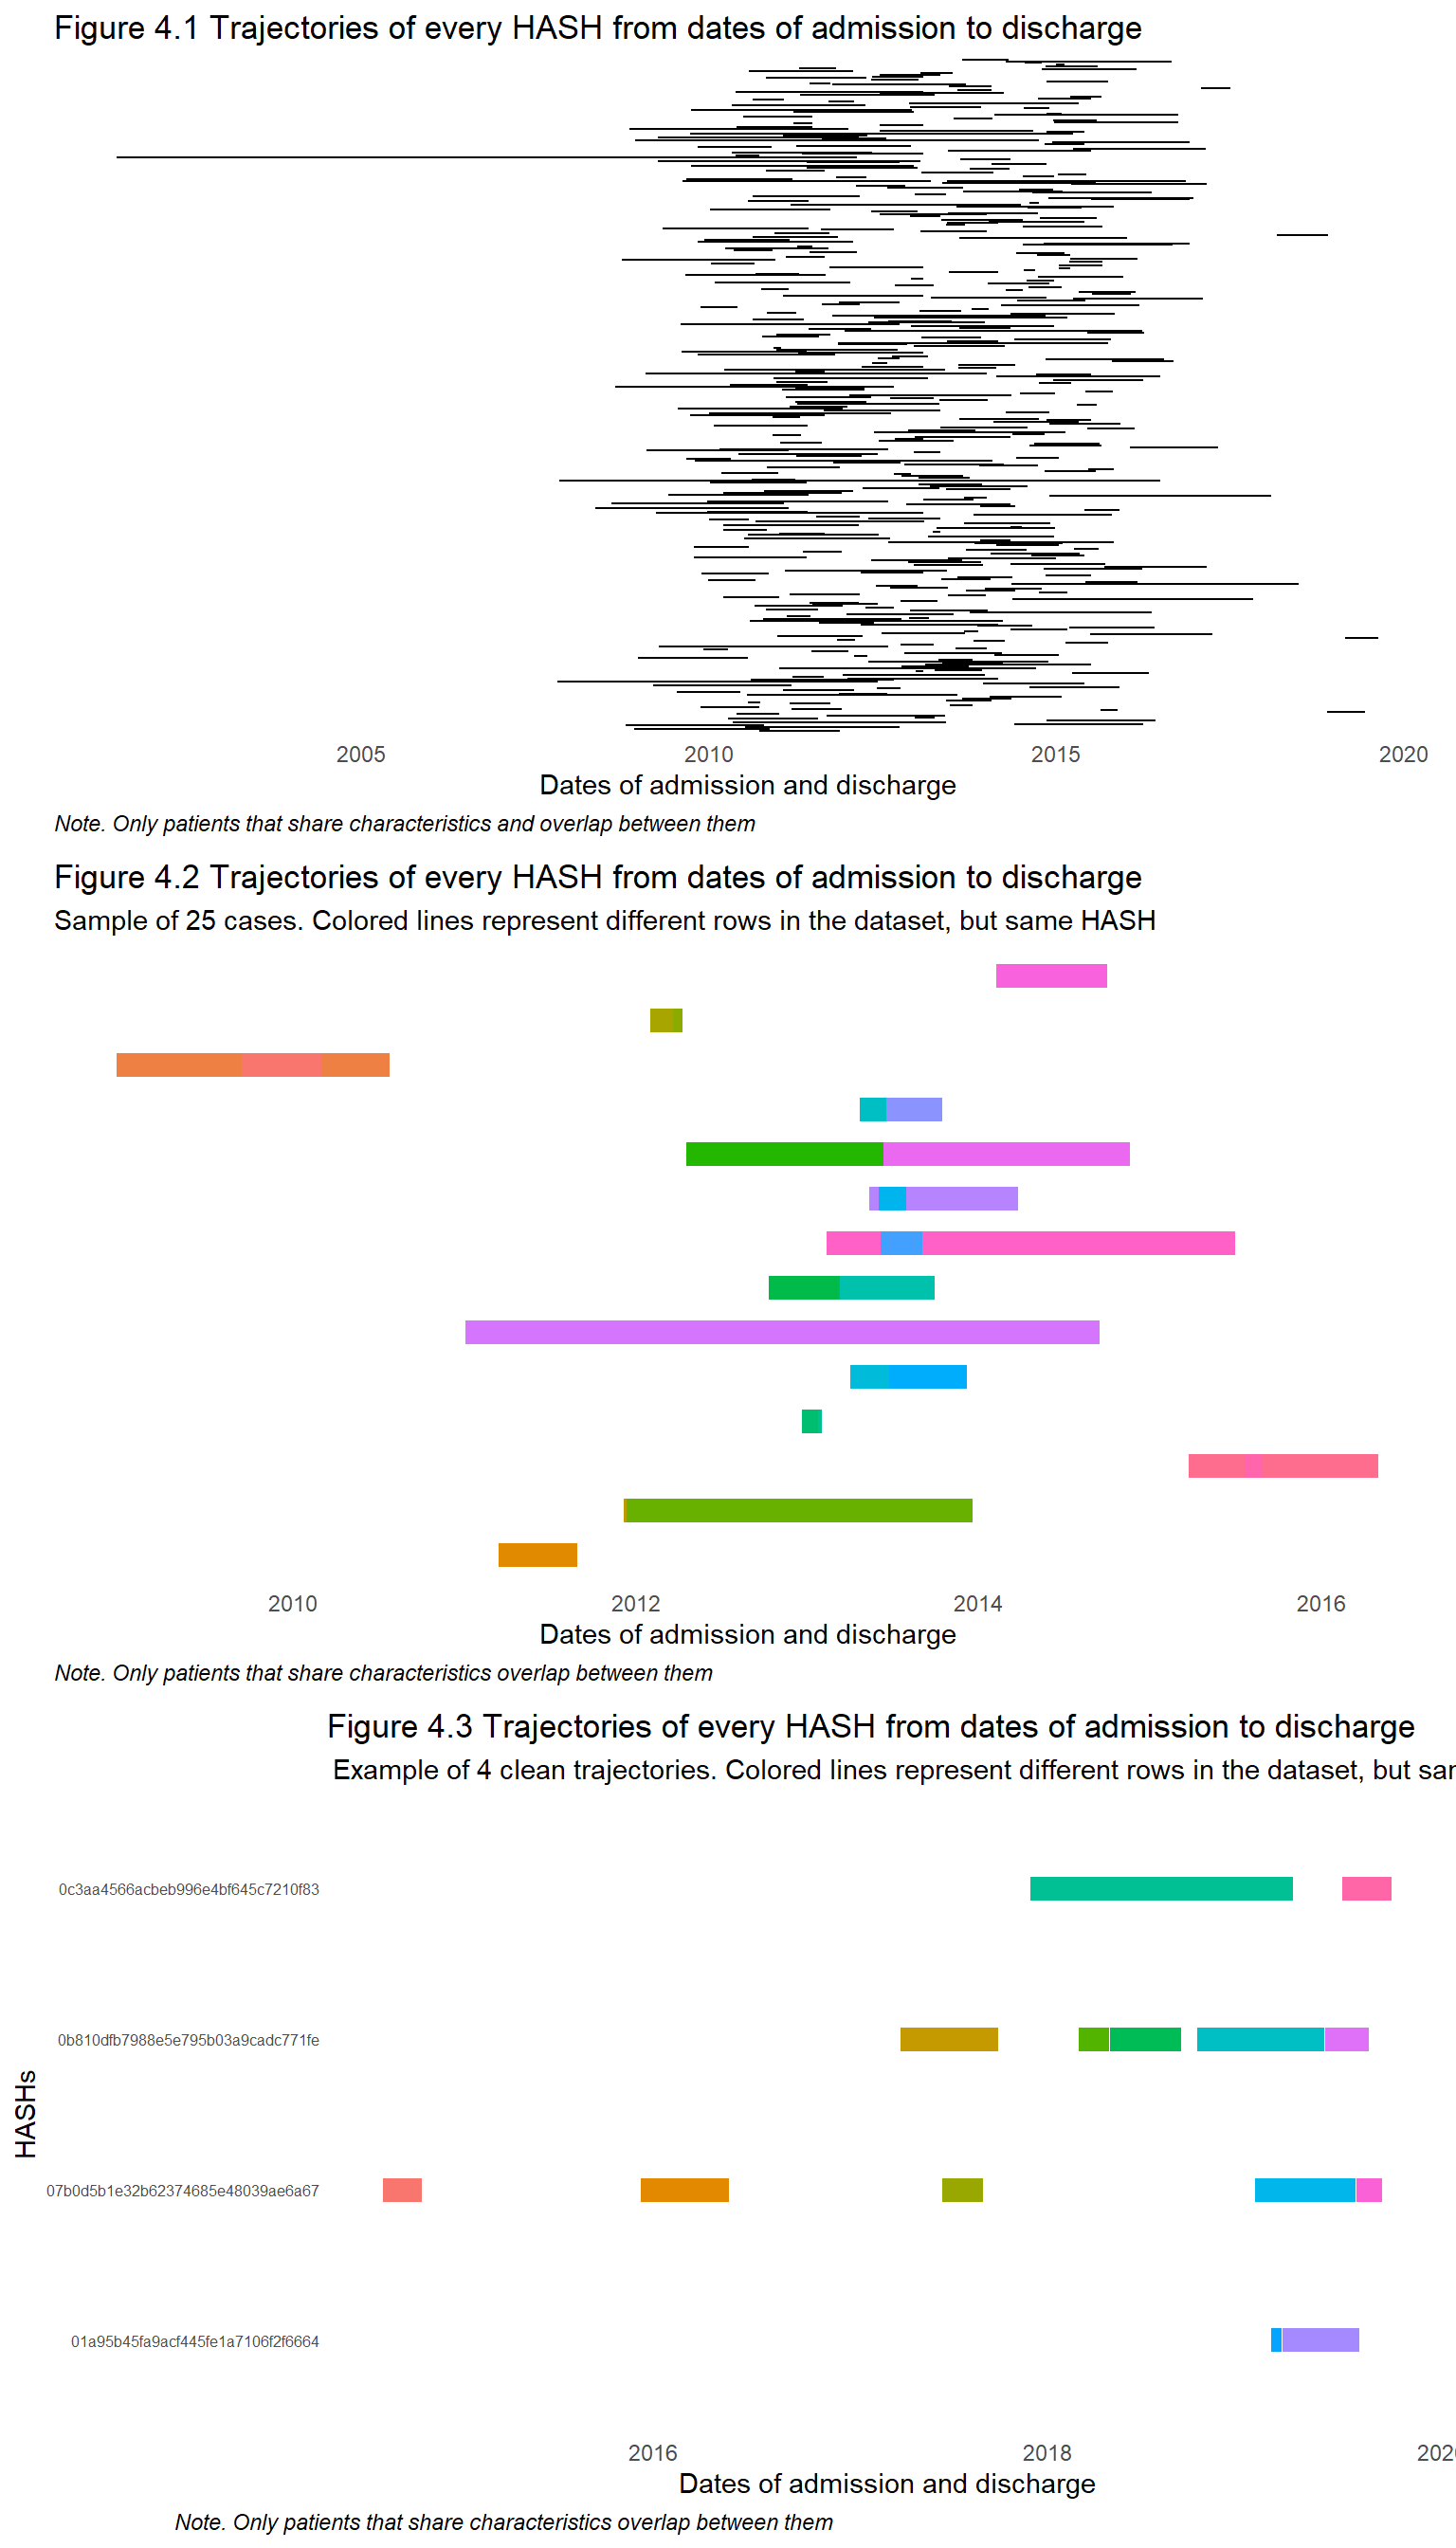 Figure 4.1 Trajectories of every HASH from dates of admission to discharge
2005 2010 2015 2020
Dates of admission and discharge
Note. Only patients that share characteristics and overlap between them
Figure 4.2 Trajectories of every HASH from dates of admission to discharge
Sample of 25 cases. Colored lines represent different rows in the dataset, but same HASH
2010 2012 2014 2016
Dates of admission and discharge
Note. Only patients that share characteristics overlap between them
Figure 4.3 Trajectories of every HASH from dates of admission to discharge
Example of 4 clean trajectories. Colored lines represent different rows in the dataset, but
0c3aa4566acbeb996e4bf645c7210f83
0b810dfb7988e5e795b03a9cadc771fe
HASHs
07b0d5b1e32b62374685e48039ae6a67
01a95b45fa9acf445fe1a7106f2f6664
2016 2018
Dates of admission and discharge
Note. Only patients that share characteristics overlap between them